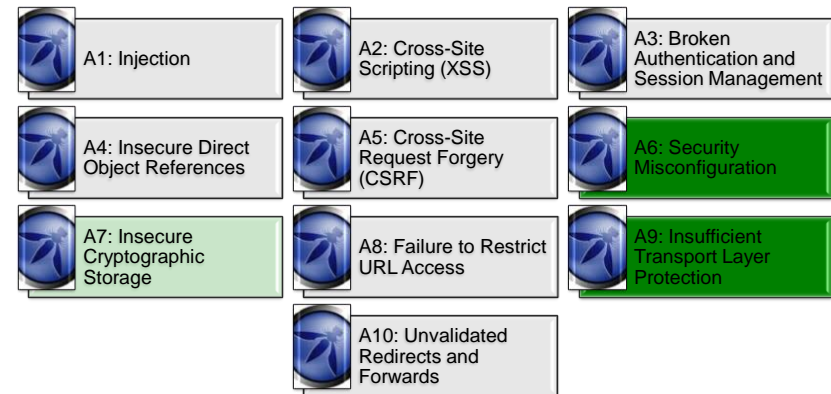 A1: Injection
A2: Cross-Site
Scripting (XSS)
A3: Broken
Authentication and
Session Management
A4: Insecure Direct
Object References
A5: Cross-Site
Request Forgery
(CSRF)
A6: Security
Misconfiguration
A7: Insecure
Cryptographic
Storage
A8: Failure to Restrict
URL Access
A9: Insufficient
Transport Layer
Protection
A10: Unvalidated
Redirects and
Forwards